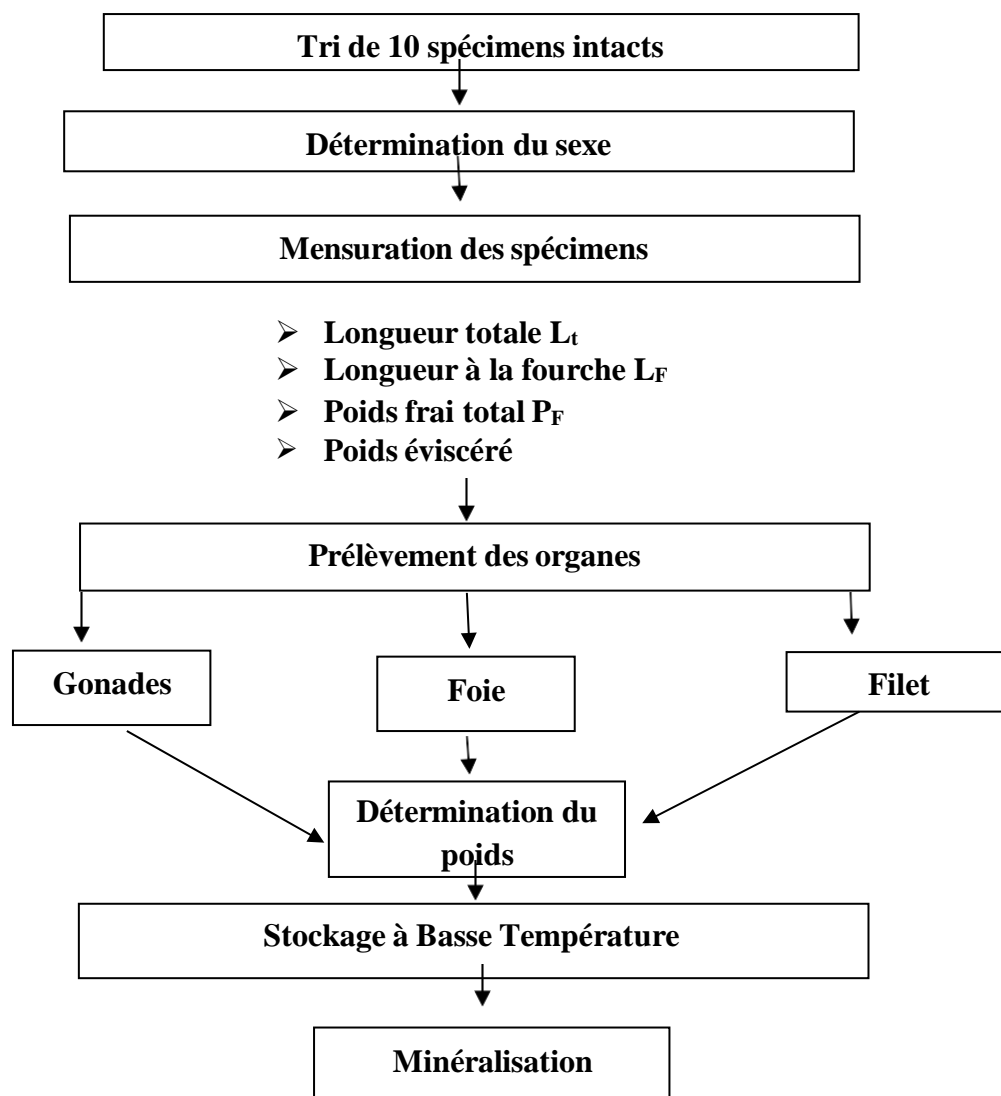 Tri de 10 spécimens intacts
Détermination du sexe
Mensuration des spécimens
➢ Longueur totale Lt
➢ Longueur à la fourche LF
➢ Poids frai total PF
➢ Poids éviscéré
Prélèvement des organes
Gonades
Foie
Filet
Détermination du
poids
Stockage à Basse Température
Minéralisation